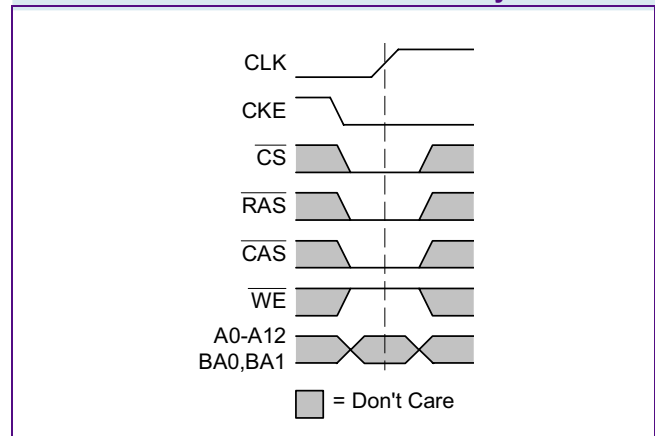 CLK
CKE
CS
RAS
CAS
WE
A0-A12
BA0,BA1
= Don't Care